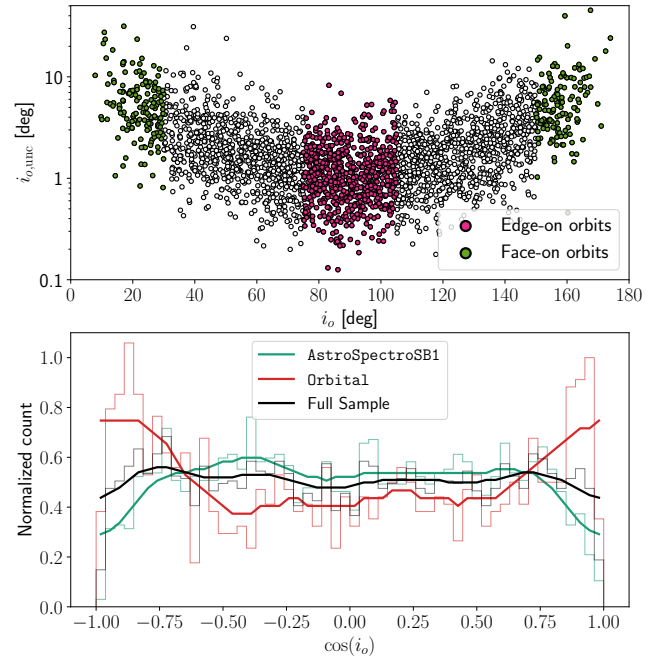 10
1
0.1
i_{o,unc} [deg]
Edge-on orbits
Face-on orbits
0 20 40 60 80 100 120 140 160 180
i_o [deg]
AstroSpectroSB1
Orbital
Full Sample
1.0
0.8
0.6
0.4
0.2
0.0
Normalized count
−1.00 −0.75 −0.50 −0.25 0.00 0.25 0.50 0.75 1.00
cos(i_o)